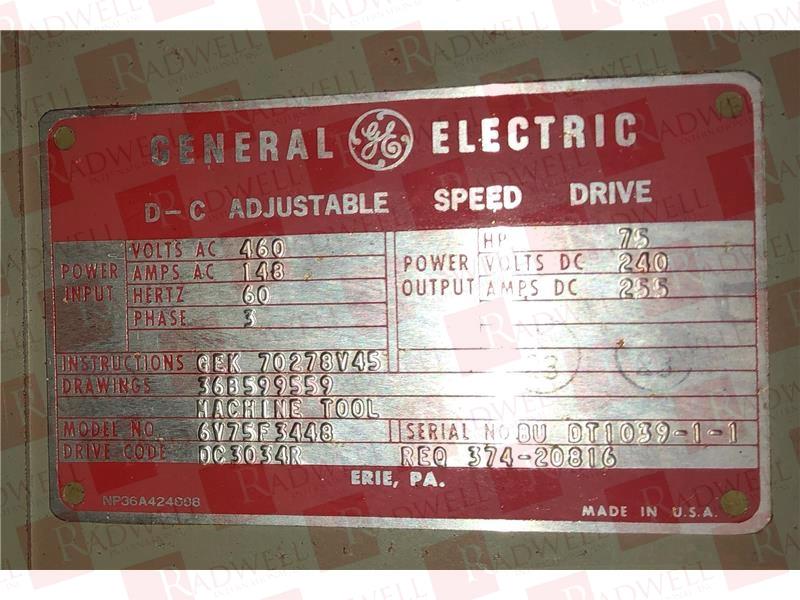 GENERAL GE ELECTRIC
D-C ADJUSTABLE SPEED DRIVE
POWER INPUT
VOLTS AC 460
AMPS AC 148
HERTZ 60
PHASE 3
POWER OUTPUT
HP 75
VOLTS DC 240
AMPS DC 255
INSTRUCTIONS GEK 70278V45
DRAWINGS 36B599559
MACHINE TOOL
MODEL NO. 6V75F3448
SERIAL NO BU DT1039-1-1
DRIVE CODE DC3034R
REQ 374-20816
ERIE, PA.
MADE IN U.S.A.
RADWELL